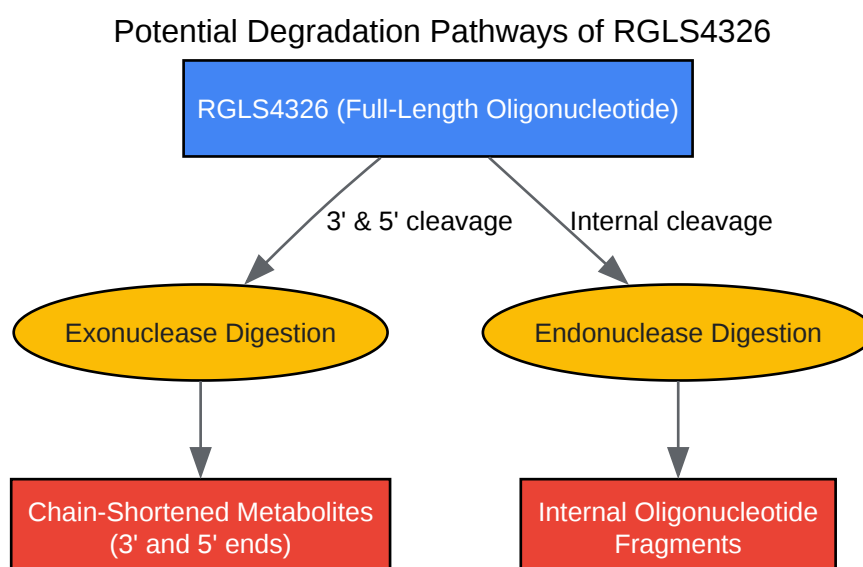 Potential Degradation Pathways of RGLS4326
RGLS4326 (Full-Length Oligonucleotide)
3' & 5' cleavage
Internal cleavage
Exonuclease Digestion
Endonuclease Digestion
Chain-Shortened Metabolites
(3' and 5' ends)
Internal Oligonucleotide
Fragments